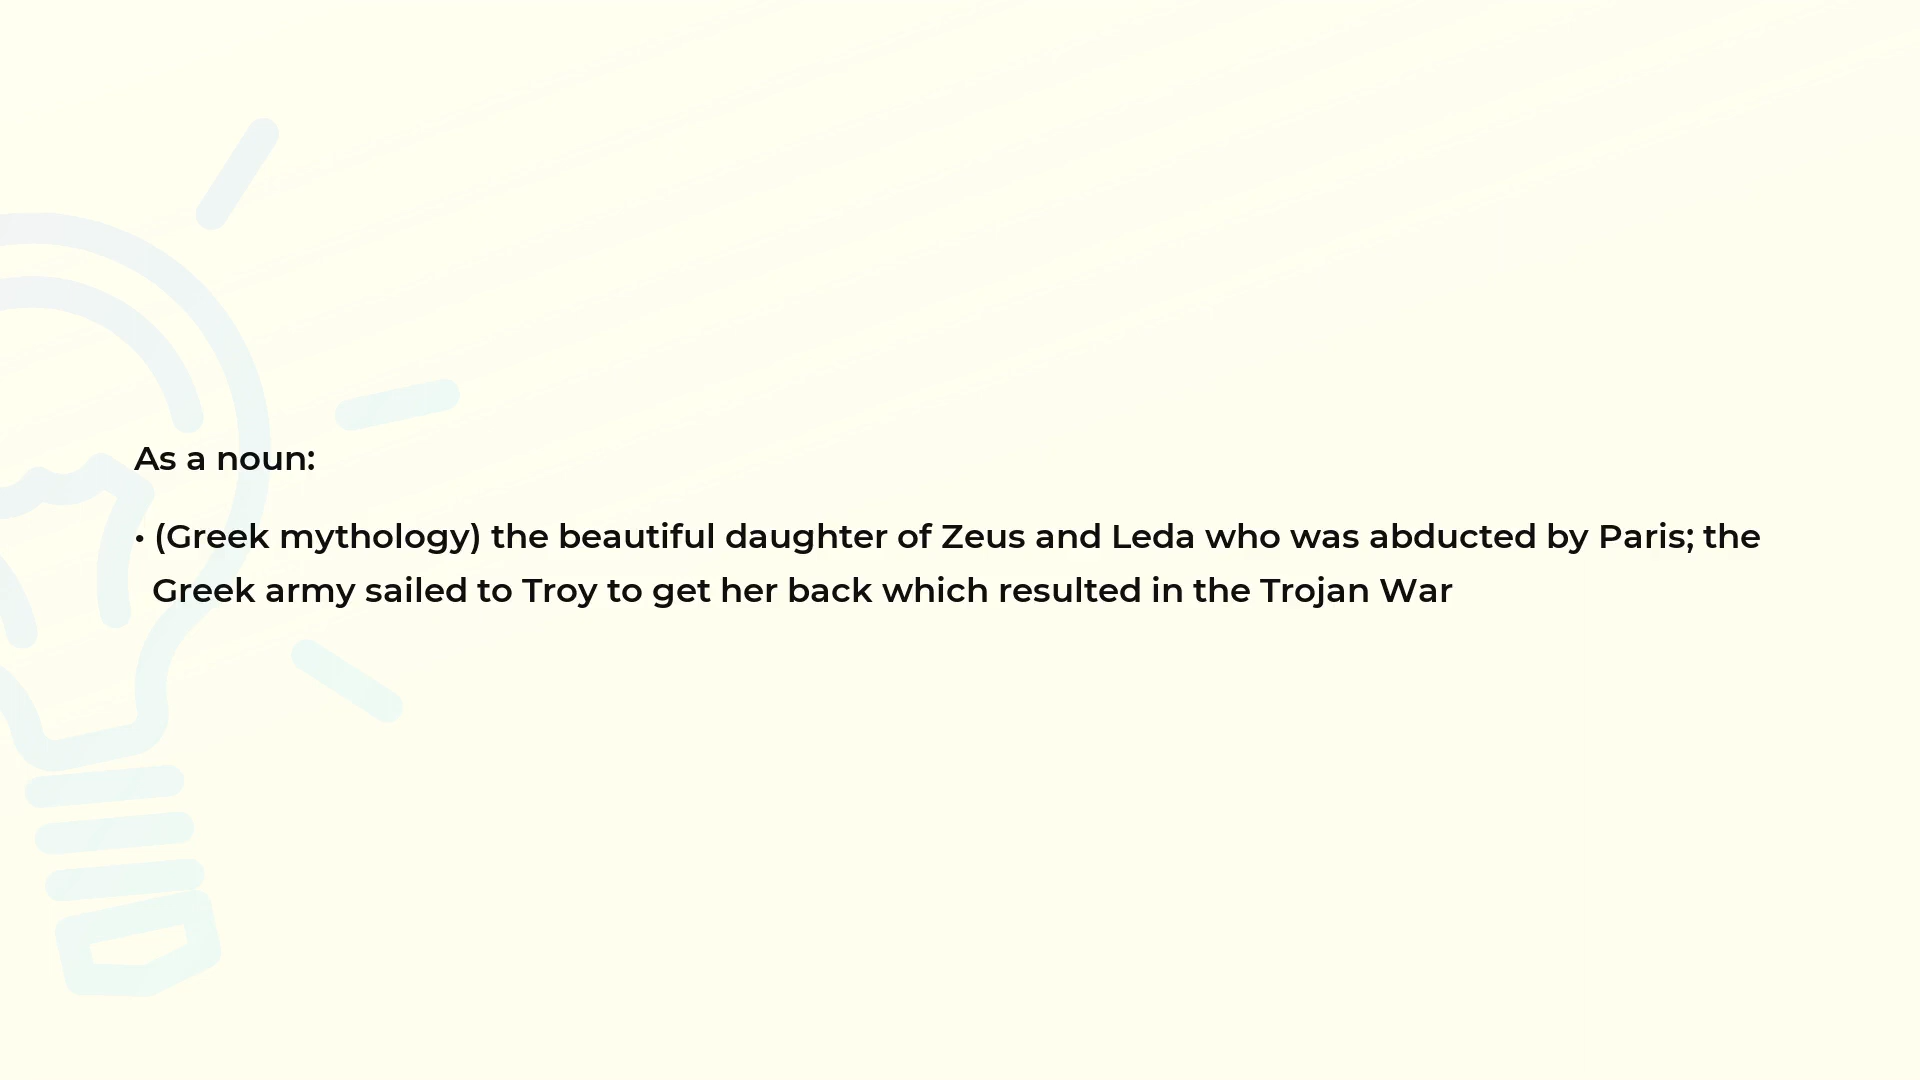 As a noun:
• (Greek mythology) the beautiful daughter of Zeus and Leda who was abducted by Paris; the
Greek army sailed to Troy to get her back which resulted in the Trojan War